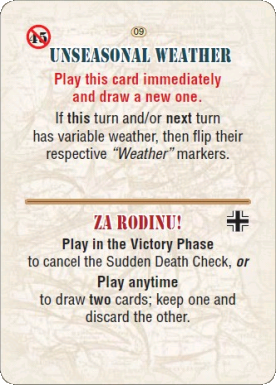 45
09
UNSEASONAL WEATHER
Play this card immediately
and draw a new one.
If this turn and/or next turn
has variable weather, then flip their
respective “Weather” markers.
ZA RODINU!
Play in the Victory Phase
to cancel the Sudden Death Check, or
Play anytime
to draw two cards; keep one and
discard the other.